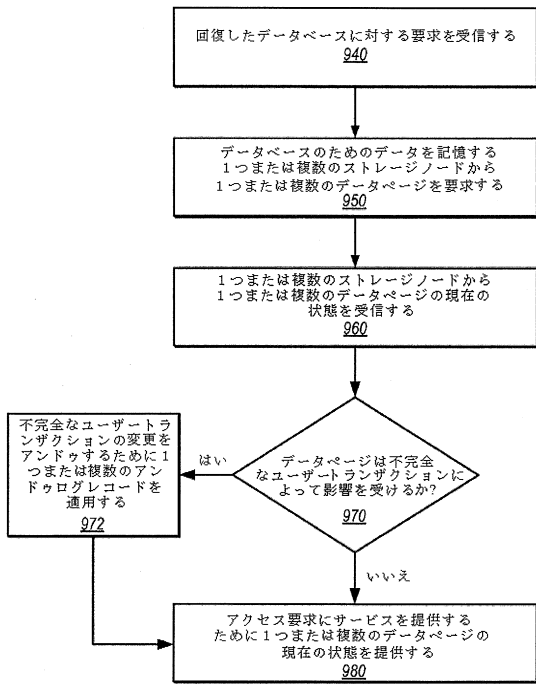 回復したデータベースに対する要求を受信する
940
データベースのためのデータを記憶する
1つまたは複数のストレージノードから
1つまたは複数のデータページを要求する
950
1つまたは複数のストレージノードから
1つまたは複数のデータページの現在の
状態を受信する
960
データページは不完全
なユーザートランザクションに
よって影響を受けるか?
970
はい
不完全なユーザートラ
ンザクションの変更を
アンドゥするために1
つまたは複数のアン
ドゥログレコードを
適用する
972
いいえ
アクセス要求にサービスを提供する
ために1つまたは複数のデータページの
現在の状態を提供する
980